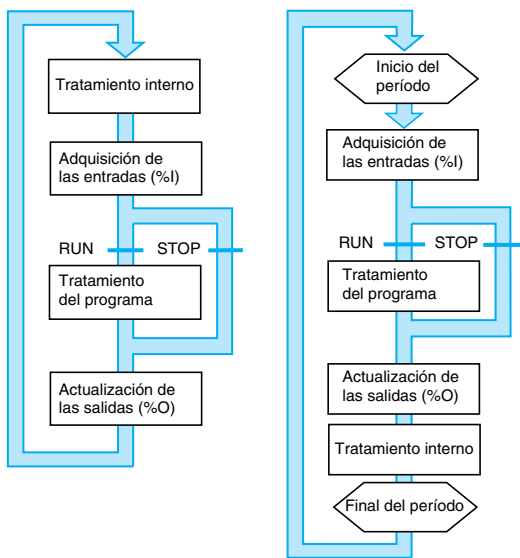 Tratamiento interno
Adquisición de
las entradas (%I)
RUN
STOP
Tratamiento
del programa
Actualización de
las salidas (%O)
Inicio del
período
Adquisición de
las entradas (%I)
RUN
STOP
Tratamiento
del programa
Actualización de
las salidas (%O)
Tratamiento interno
Final del período